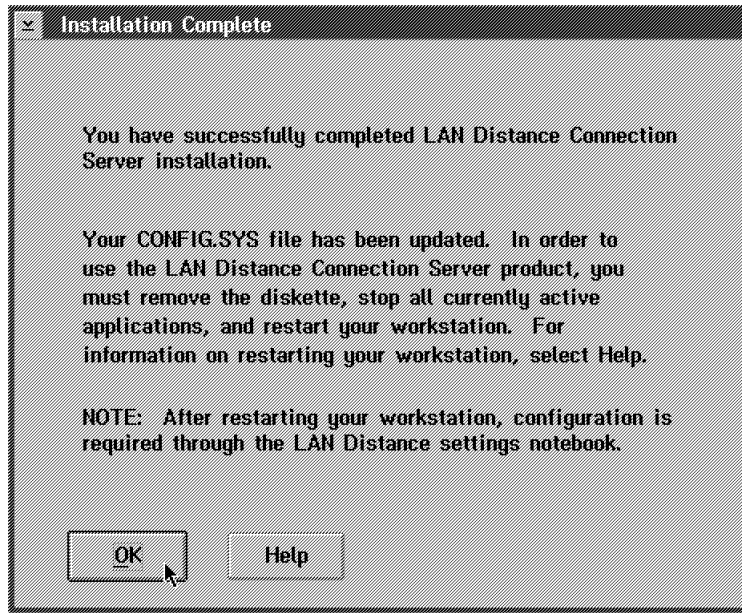 Installation Complete
You have successfully completed LAN Distance Connection
Server installation.
Your CONFIG.SYS file has been updated. In order to
use the LAN Distance Connection Server product, you
must remove the diskette, stop all currently active
applications, and restart your workstation. For
information on restarting your workstation, select Help.
NOTE: After restarting your workstation, configuration is
required through the LAN Distance settings notebook.
OK
Help